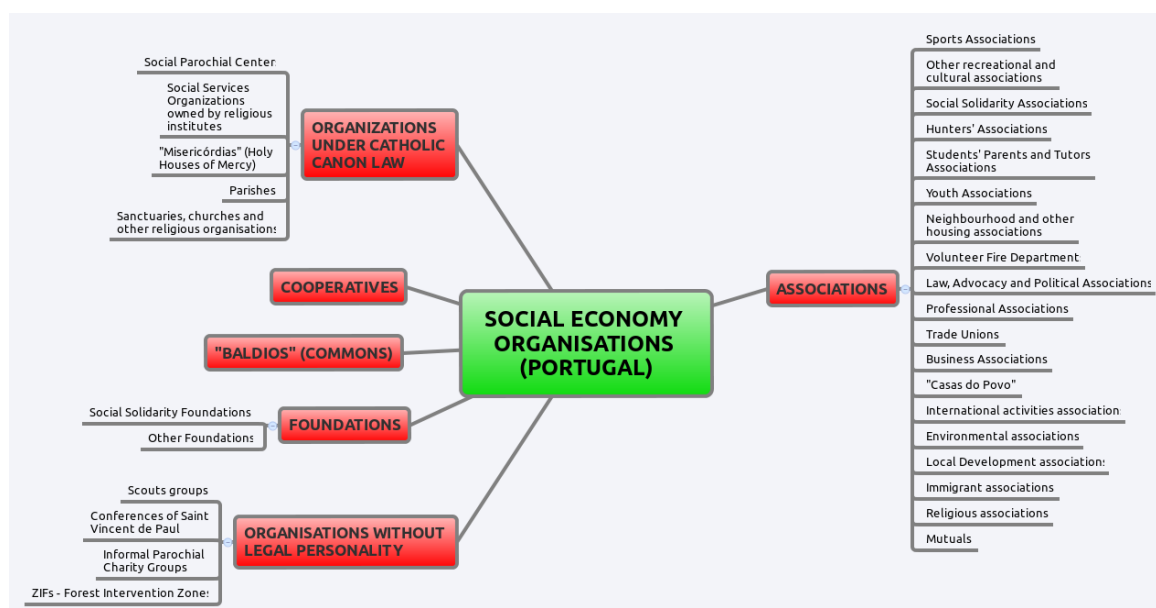 Social Parochial Center
Social Services
Organizations
owned by religious
institutes
"Misericórdias" (Holy
Houses of Mercy)
Parishes
Sanctuaries, churches and
other religious organisations
ORGANIZATIONS
UNDER CATHOLIC
CANON LAW
COOPERATIVES
"BALDIOS" (COMMONS)
Social Solidarity Foundations
Other Foundations
FOUNDATIONS
Scouts groups
Conferences of Saint
Vincent de Paul
Informal Parochial
Charity Groups
ZIFs - Forest Intervention Zones
ORGANISATIONS WITHOUT
LEGAL PERSONALITY
SOCIAL ECONOMY
ORGANISATIONS
(PORTUGAL)
ASSOCIATIONS
Sports Associations
Other recreational and
cultural associations
Social Solidarity Associations
Hunters' Associations
Students' Parents and Tutors
Associations
Youth Associations
Neighbourhood and other
housing associations
Volunteer Fire Department
Law, Advocacy and Political Associations
Professional Associations
Trade Unions
Business Associations
"Casas do Povo"
International activities associations
Environmental associations
Local Development associations
Immigrant associations
Religious associations
Mutuals